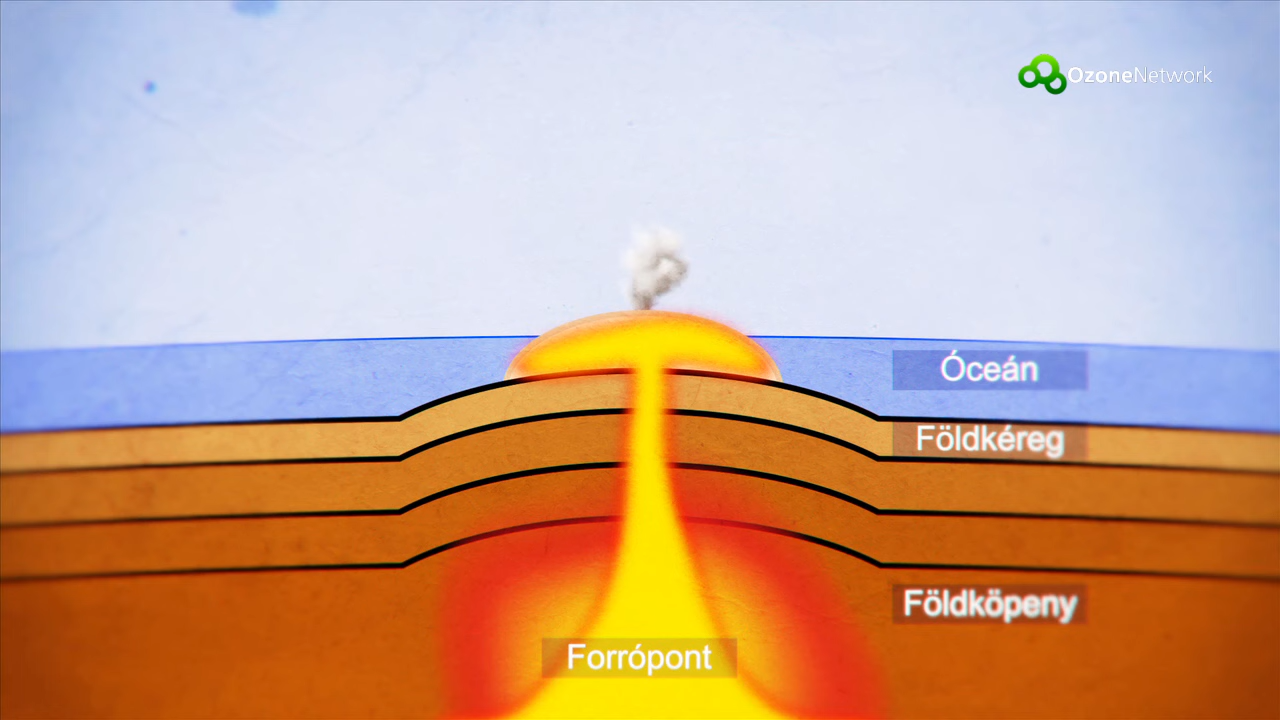 OzoneNetwork
Óceán
Földkéreg
Földköpeny
Forrópont